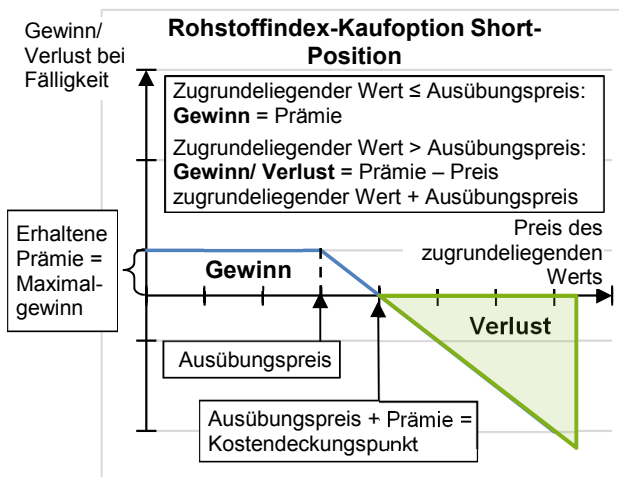 Gewinn/
Verlust bei
Fälligkeit
Rohstoffindex-Kaufoption Short-
Position
Zugrundeliegender Wert ≤ Ausübungspreis:
Gewinn = Prämie
Zugrundeliegender Wert > Ausübungspreis:
Gewinn/ Verlust = Prämie – Preis
zugrundeliegender Wert + Ausübungspreis
Erhaltene
Prämie =
Maximal-
gewinn
Gewinn
Preis des
zugrundeliegenden
Werts
Verlust
Ausübungspreis
Ausübungspreis + Prämie =
Kostendeckungspunkt